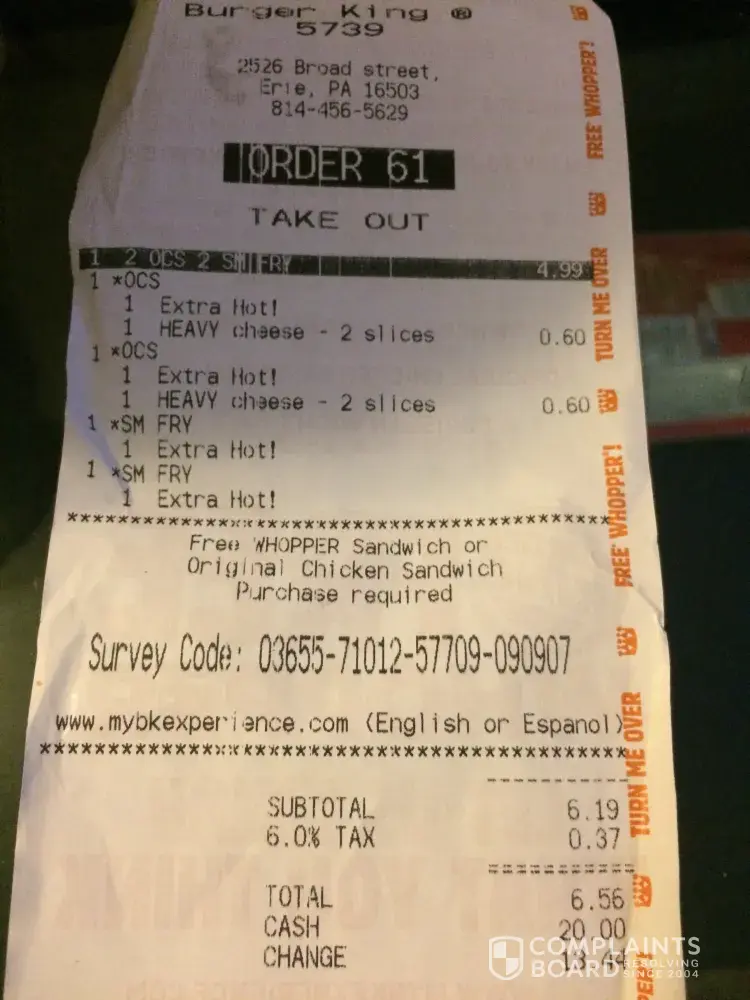 Burger King ®
5739
2526 Broad street,
Erie, PA 16503
814-456-5629
ORDER 61
TAKE OUT
1 2 OCS 2 SM FRY 4.99
1 *OCS
1 Extra Hot!
1 HEAVY cheese - 2 slices 0.60
1 *OCS
1 Extra Hot!
1 HEAVY cheese - 2 slices 0.60
1 *SM FRY
1 Extra Hot!
1 *SM FRY
1 Extra Hot!
Free WHOPPER Sandwich or
Original Chicken Sandwich
Purchase required
Survey Code: 03655-71012-57709-090907
www.mybkexperience.com (English or Espanol)
SUBTOTAL 6.19
6.0% TAX 0.37
TOTAL 6.56
CASH 20.00
CHANGE 13.44
FREE WHOPPER!
TURN ME OVER
FREE WHOPPER!
TURN ME OVER
COMPLAINTS
BOARD RESOLVING
SINCE 2004